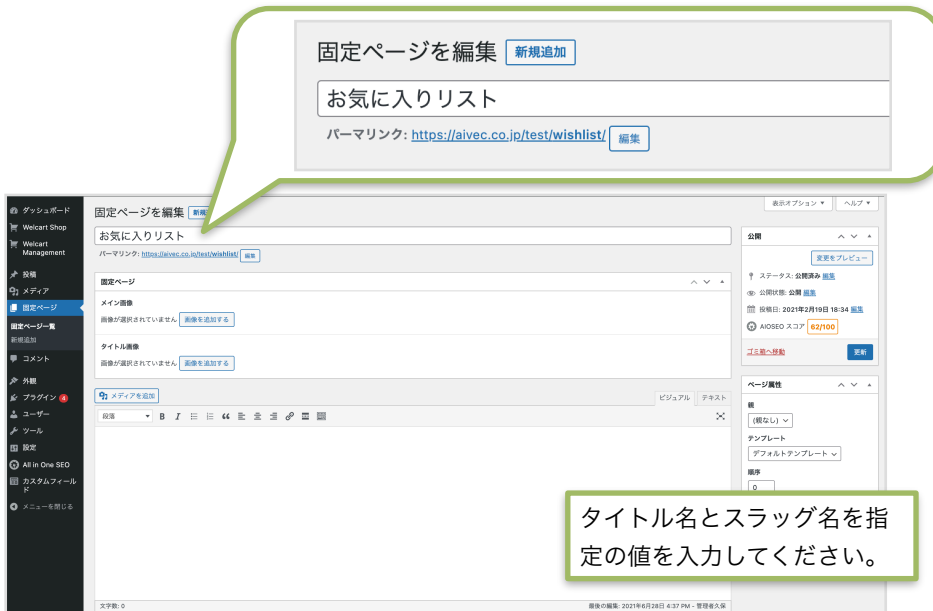 固定ページを編集 新規追加
お気に入りリスト
パーマリンク: https://aivec.co.jp/test/wishlist/ 編集
表示オプション ヘルプ
ダッシュボード
Welcart Shop
Welcart
Management
投稿
メディア
固定ページ
固定ページ一覧
新規追加
コメント
外観
プラグイン 4
ユーザー
ツール
設定
All in One SEO
カスタムフィール
ド
メニューを閉じる
固定ページを編集
お気に入りリスト
パーマリンク: https://aivec.co.jp/test/wishlist/ 編集
固定ページ
メイン画像
画像が選択されていません 画像を追加する
タイトル画像
画像が選択されていません 画像を追加する
メディアを追加
ビジュアル テキスト
段落 B I
文字数: 0
最後の編集: 2021年6月28日 4:37 PM - 管理者久保
公開
変更をプレビュー
ステータス: 公開済み 編集
公開状態: 公開 編集
投稿日: 2021年2月19日 18:34 編集
AIOSEO スコア 62/100
ゴミ箱へ移動 更新
ページ属性
親
(親なし)
テンプレート
デフォルトテンプレート
順序
0
タイトル名とスラッグ名を指
定の値を入力してください。